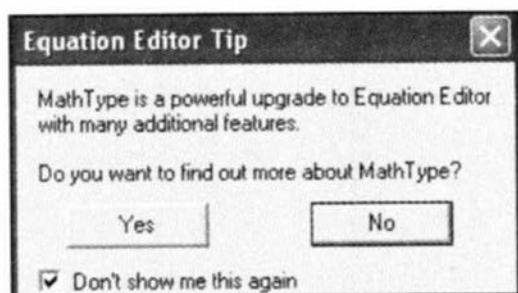 Equation Editor Tip
MathType is a powerful upgrade to Equation Editor
with many additional features.
Do you want to find out more about MathType?
Yes
No
Don't show me this again